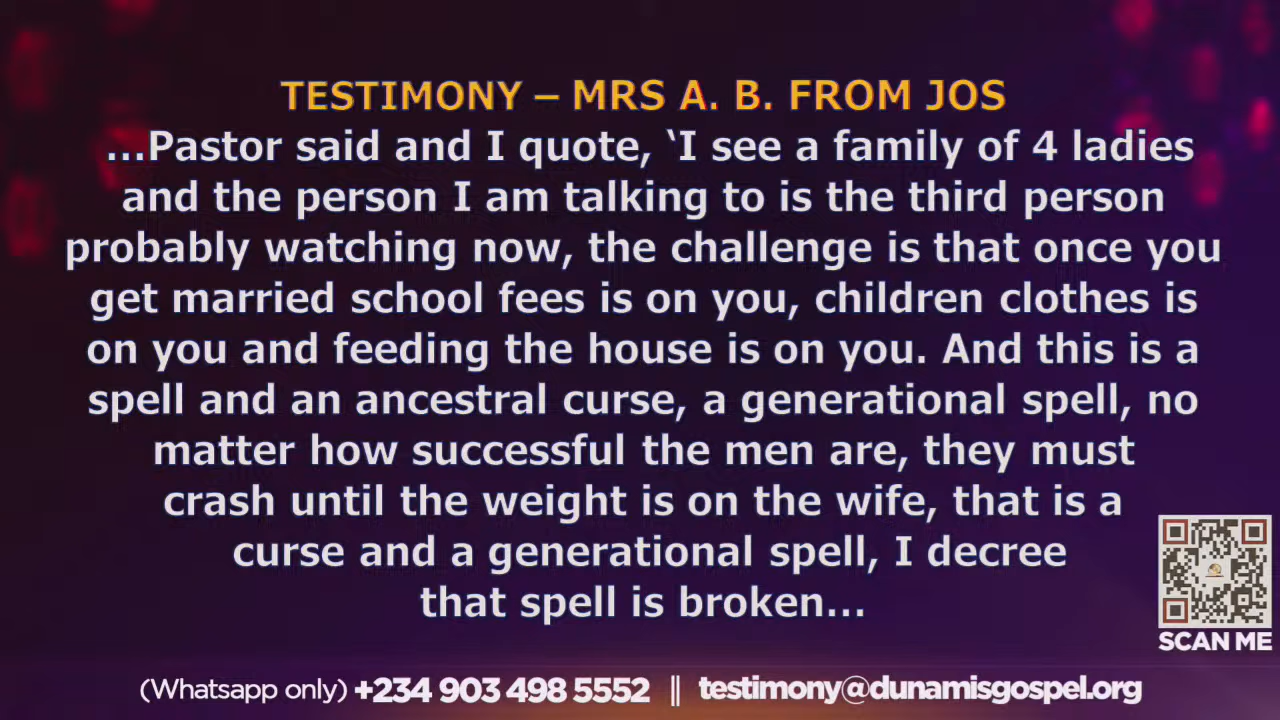 TESTIMONY – MRS A. B. FROM JOS
...Pastor said and I quote, ‘I see a family of 4 ladies
and the person I am talking to is the third person
probably watching now, the challenge is that once you
get married school fees is on you, children clothes is
on you and feeding the house is on you. And this is a
spell and an ancestral curse, a generational spell, no
matter how successful the men are, they must
crash until the weight is on the wife, that is a
curse and a generational spell, I decree
that spell is broken...
SCAN ME
(Whatsapp only) +234 903 498 5552 || testimony@dunamisgospel.org